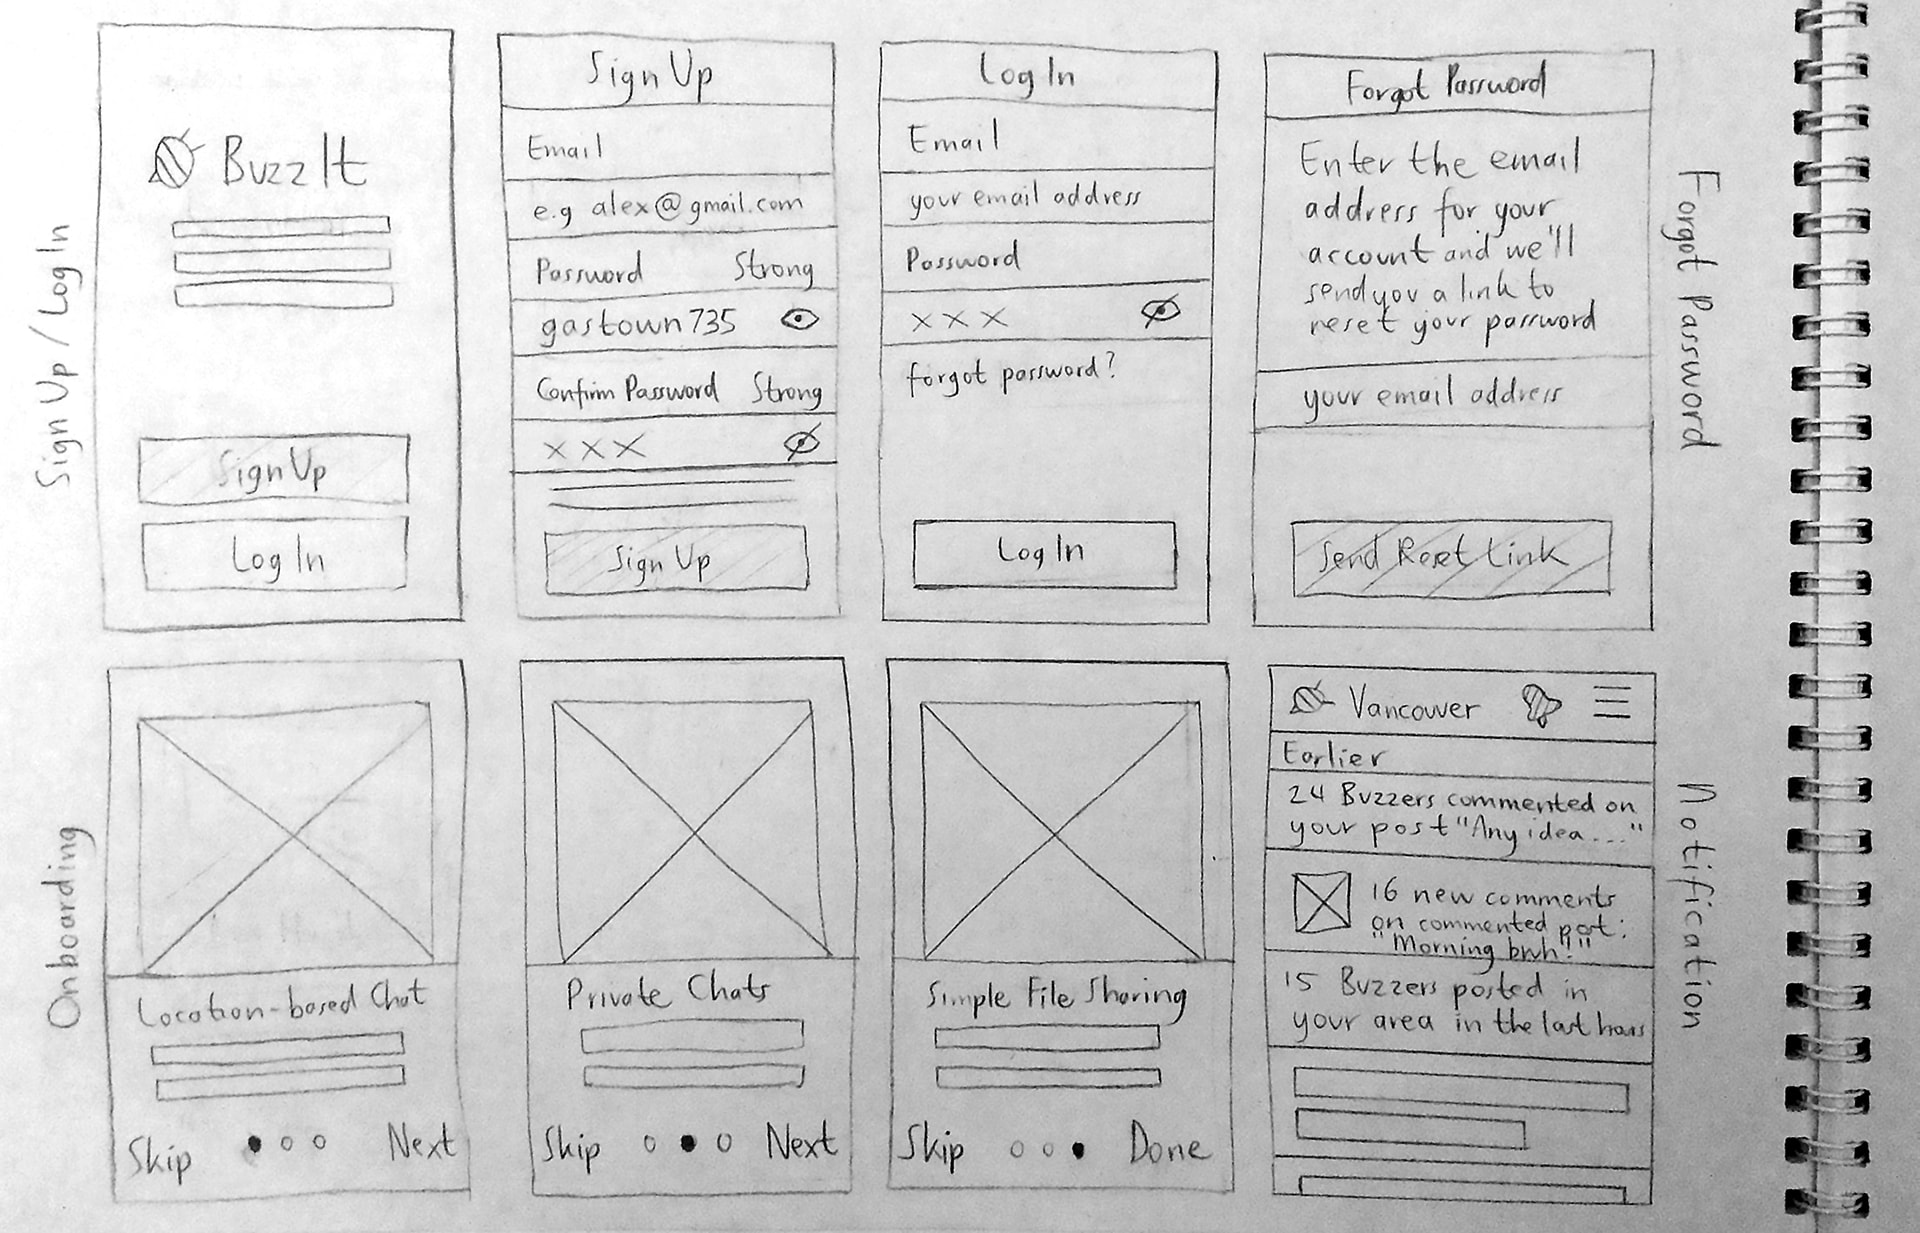 Sign Up / Log In
BuzzIt
Sign Up
Log In
Sign Up
Email
e.g alex@gmail.com
Password Strong
gastown735
Confirm Password Strong
XXX
Sign Up
Log In
Email
your email address
Password
XXX
forgot password?
Log In
Forgot Password
Enter the email
address for your
account and we'll
send you a link to
reset your password
your email address
Send Reset Link
Forgot Password
Onboarding
Location-based Chat
Skip Next
Private Chats
Skip Next
Simple File Sharing
Skip Done
Vancouver
Earlier
24 Buzzers commented on
your post "Any idea...."
16 new comments
on commented post:
"Morning !"
15 Buzzers posted in
your area in the last
Notification